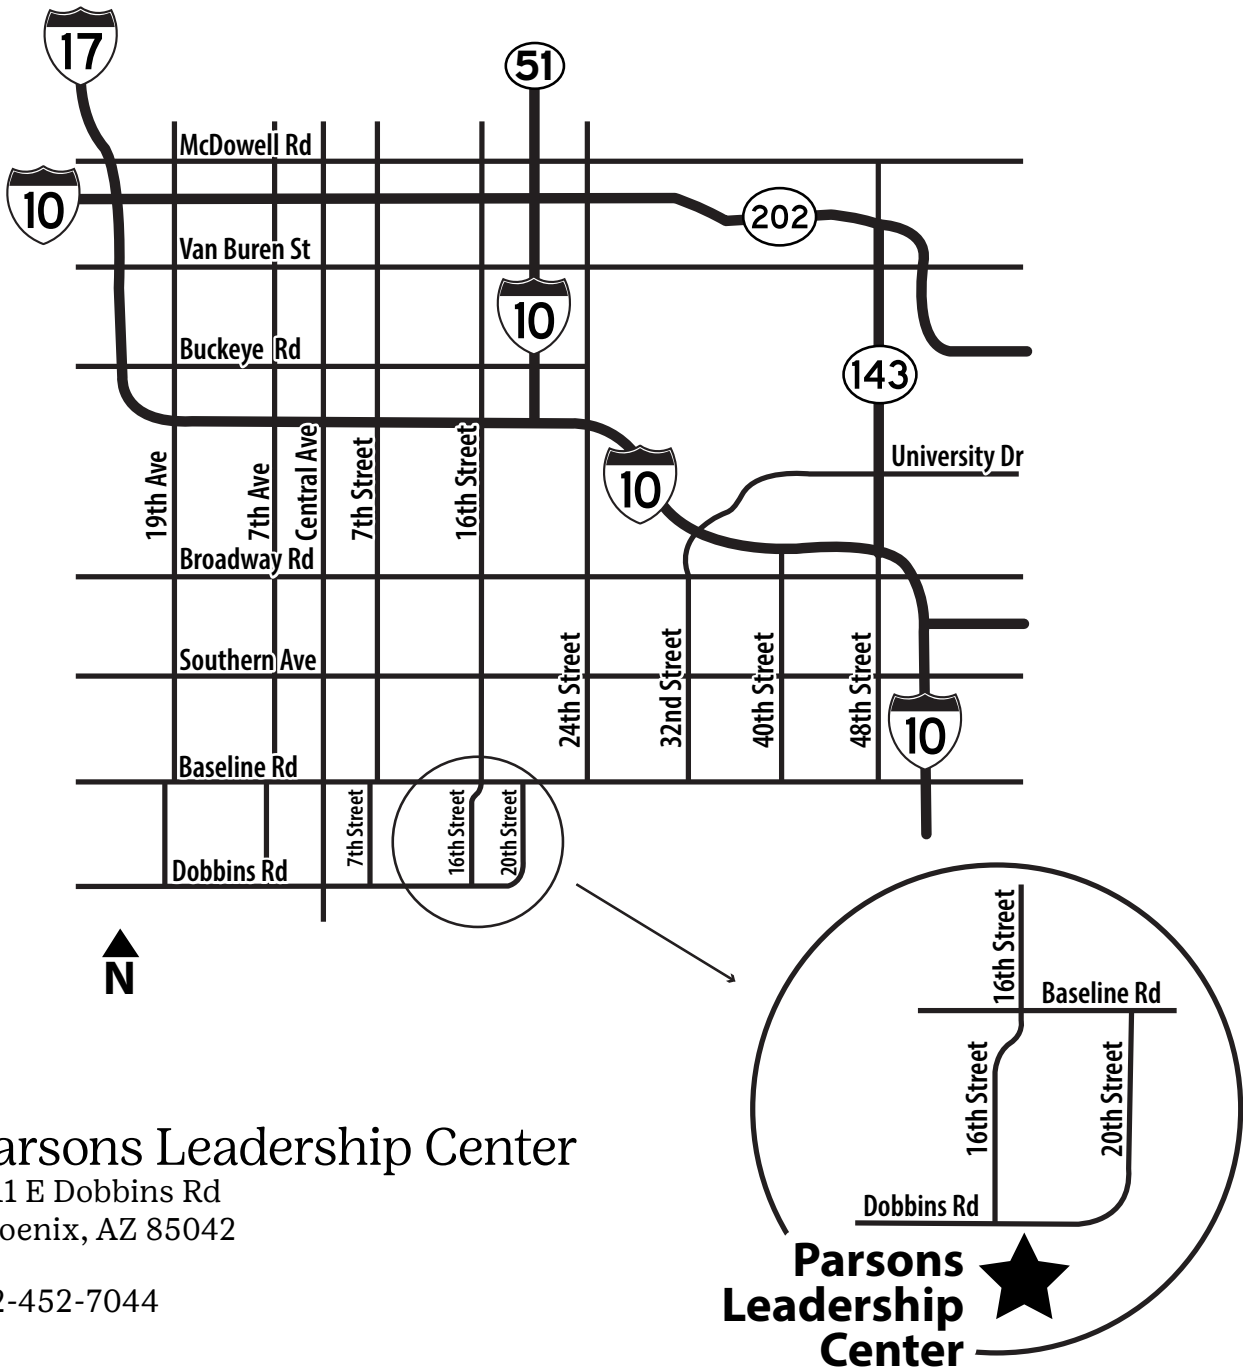 17
51
McDowell Rd
10
202
Van Buren St
10
Buckeye Rd
143
University Dr
10
19th Ave
7th Ave
Central Ave
7th Street
16th Street
Broadway Rd
Southern Ave
24th Street
32nd Street
40th Street
48th Street
10
Baseline Rd
7th Street
16th Street
20th Street
Dobbins Rd
N
16th Street
Baseline Rd
16th Street
20th Street
Dobbins Rd
Parsons
Leadership
Center
arsons Leadership Center
11 E Dobbins Rd
oenix, AZ 85042
2-452-7044